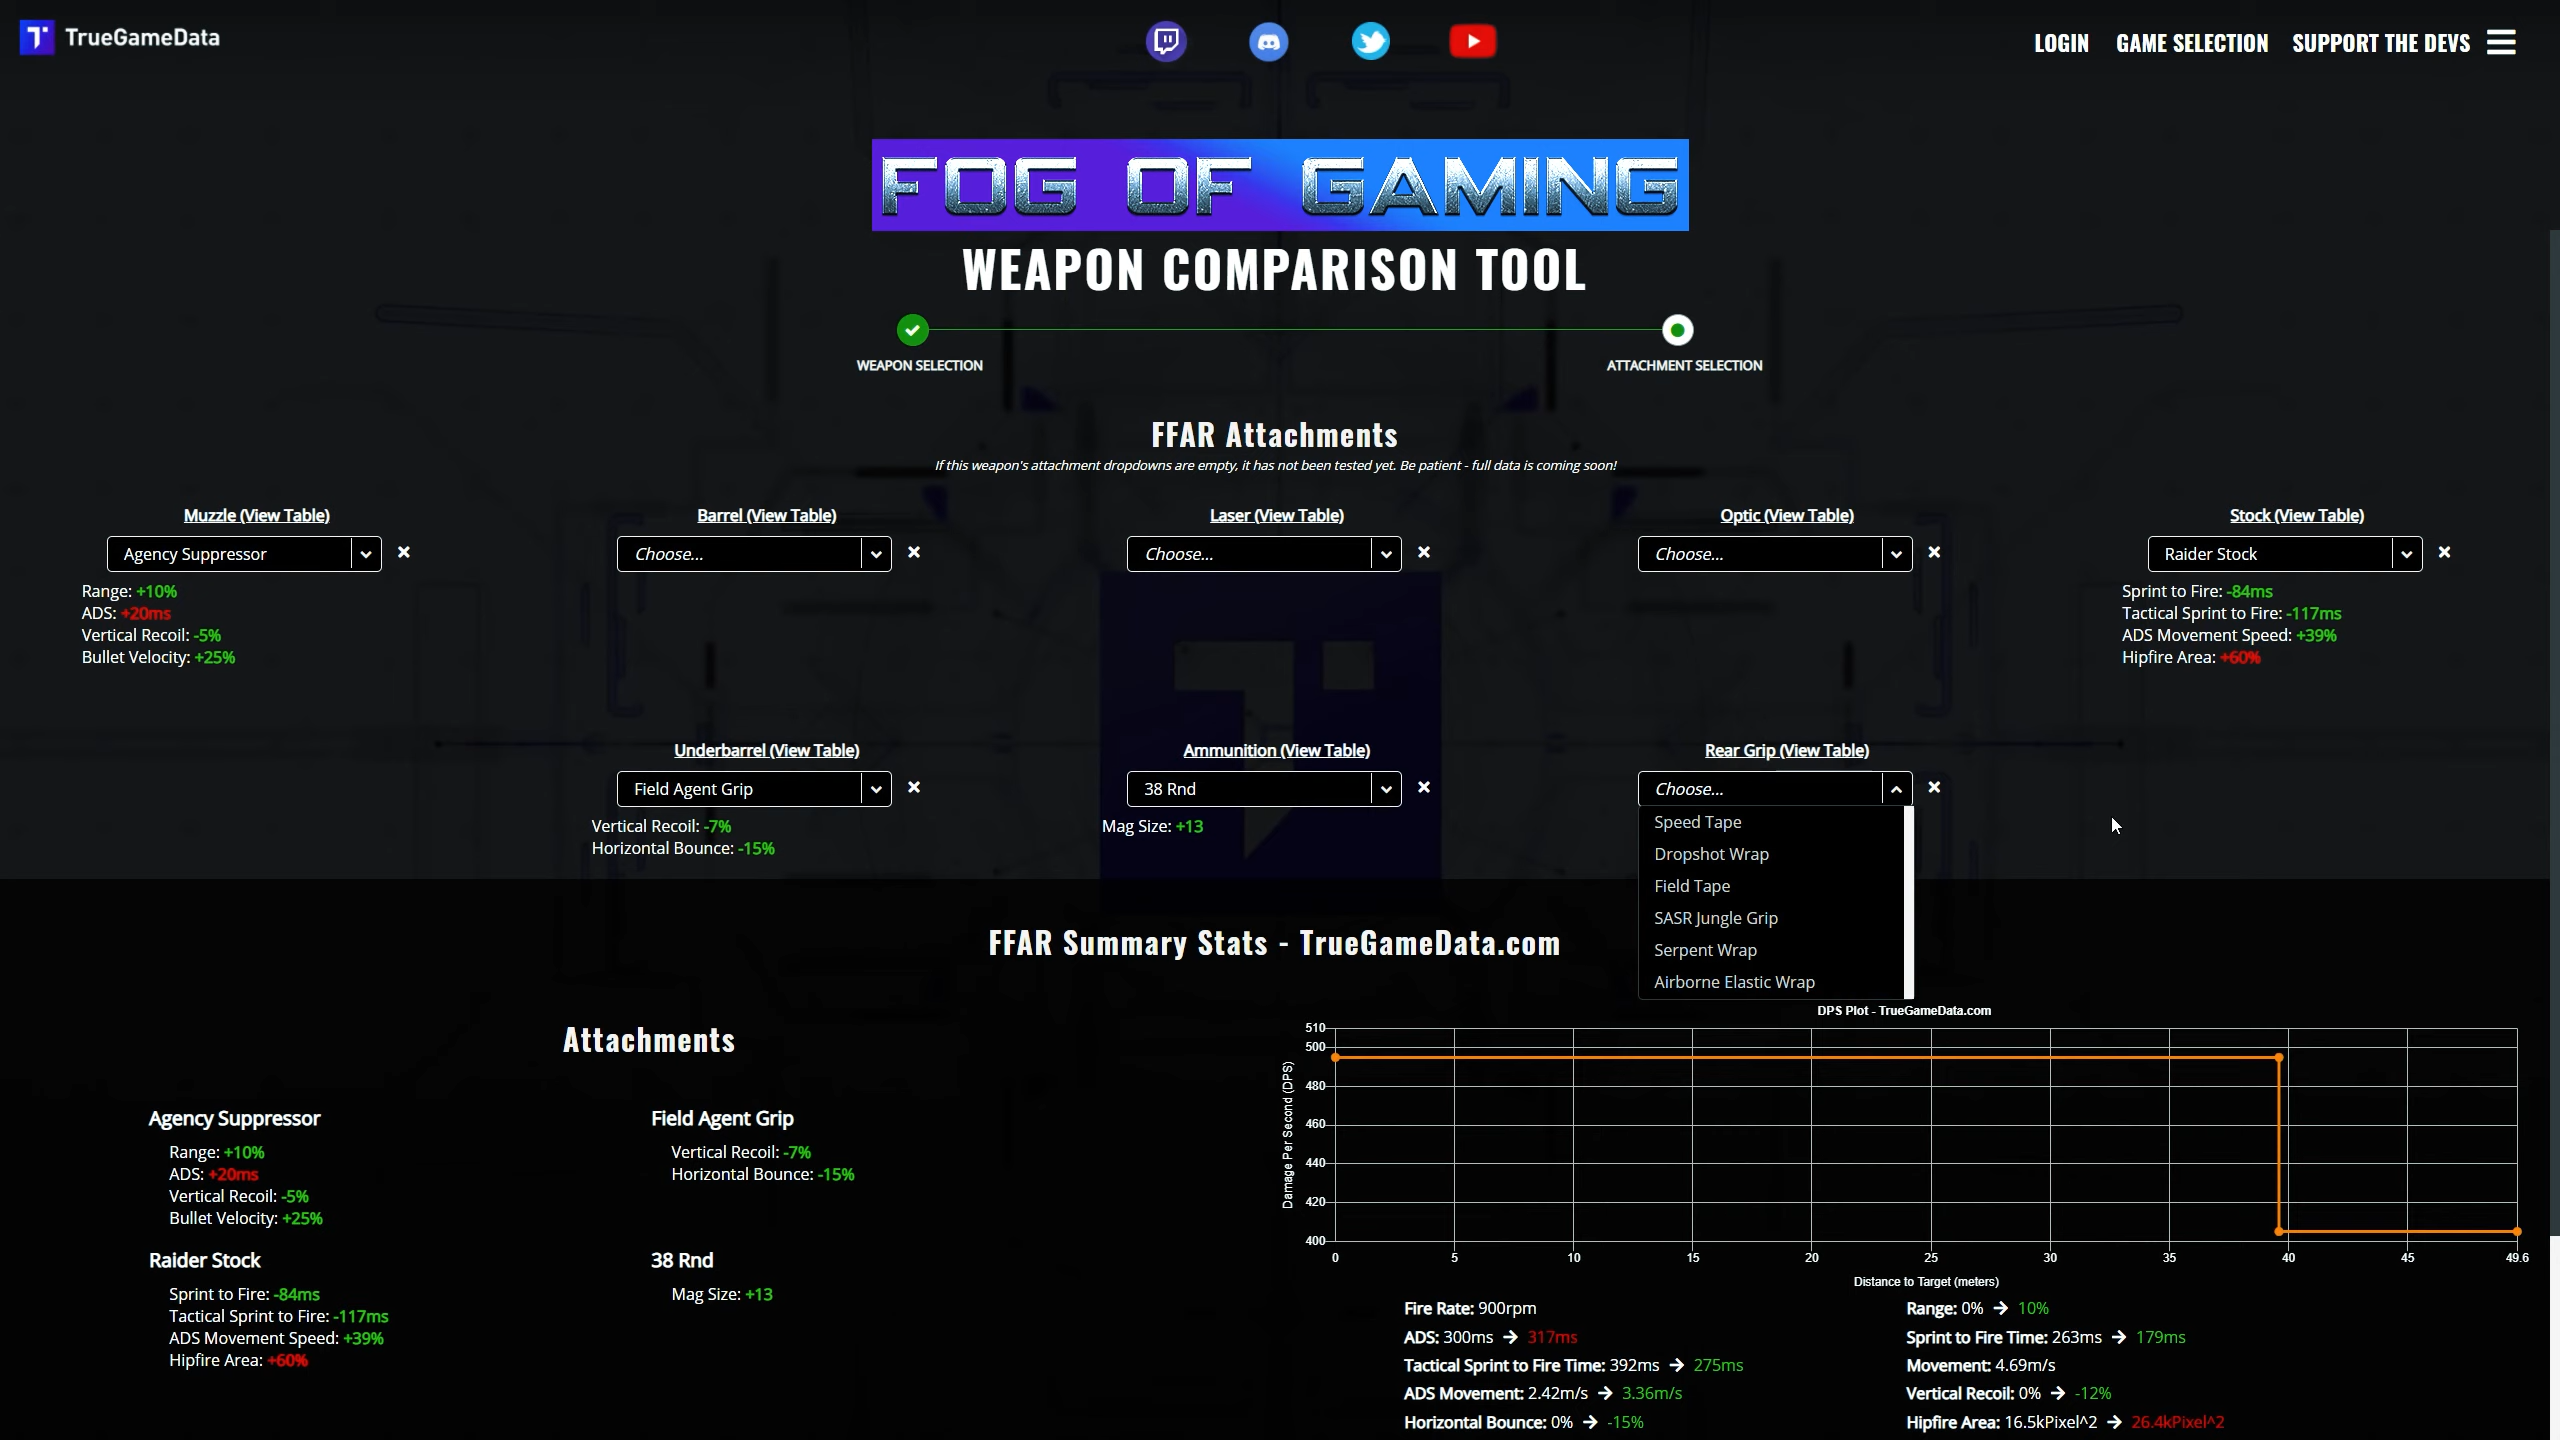 TrueGameData
LOGIN GAME SELECTION SUPPORT THE DEVS
FOG OF GAMING
WEAPON COMPARISON TOOL
WEAPON SELECTION
ATTACHMENT SELECTION
FFAR Attachments
If this weapon's attachment dropdowns are empty, it has not been tested yet. Be patient - full data is coming soon!
Muzzle (View Table)
Agency Suppressor
Range: +10%
ADS: +20ms
Vertical Recoil: -5%
Bullet Velocity: +25%
Barrel (View Table)
Choose...
Laser (View Table)
Choose...
Optic (View Table)
Choose...
Stock (View Table)
Raider Stock
Sprint to Fire: -84ms
Tactical Sprint to Fire: -117ms
ADS Movement Speed: +39%
Hipfire Area: +60%
Underbarrel (View Table)
Field Agent Grip
Vertical Recoil: -7%
Horizontal Bounce: -15%
Ammunition (View Table)
38 Rnd
Mag Size: +13
Rear Grip (View Table)
Choose...
Speed Tape
Dropshot Wrap
Field Tape
SASR Jungle Grip
Serpent Wrap
Airborne Elastic Wrap
FFAR Summary Stats - TrueGameData.com
Attachments
Agency Suppressor
Range: +10%
ADS: +20ms
Vertical Recoil: -5%
Bullet Velocity: +25%
Field Agent Grip
Vertical Recoil: -7%
Horizontal Bounce: -15%
Raider Stock
Sprint to Fire: -84ms
Tactical Sprint to Fire: -117ms
ADS Movement Speed: +39%
Hipfire Area: +60%
38 Rnd
Mag Size: +13
DPS Plot - TrueGameData.com
Damage Per Second (DPS)
510
500
480
460
440
420
400
0 5 10 15 20 25 30 35 40 45 49.6
Distance to Target (meters)
Fire Rate: 900rpm
ADS: 300ms → 317ms
Tactical Sprint to Fire Time: 392ms → 275ms
ADS Movement: 2.42m/s → 3.36m/s
Horizontal Bounce: 0% → -15%
Range: 0% → 10%
Sprint to Fire Time: 263ms → 179ms
Movement: 4.69m/s
Vertical Recoil: 0% → -12%
Hipfire Area: 16.5kPixel^2 → 26.4kPixel^2